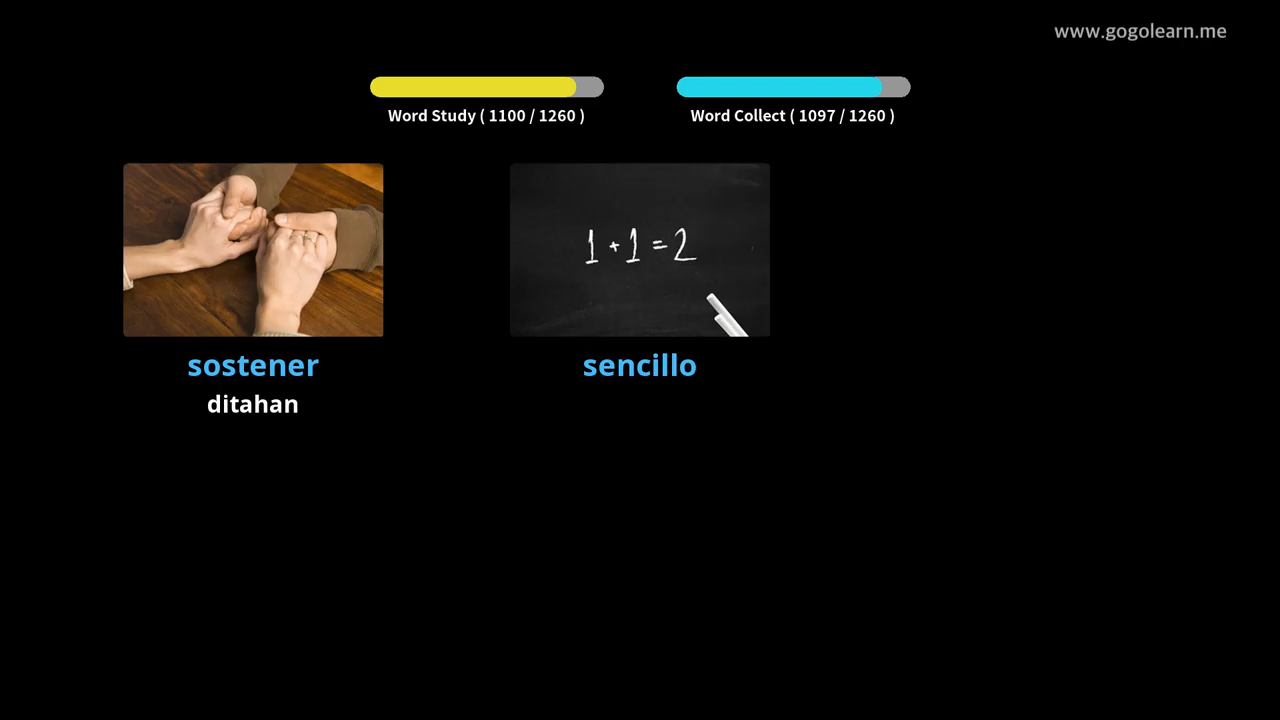 www.gogolearn.me
Word Study ( 1100 / 1260 )
Word Collect ( 1097 / 1260 )
1 + 1 = 2
sostener
sencillo
ditahan